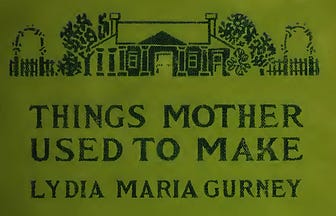 THINGS MOTHER
USED TO MAKE
LYDIA MARIA GURNEY